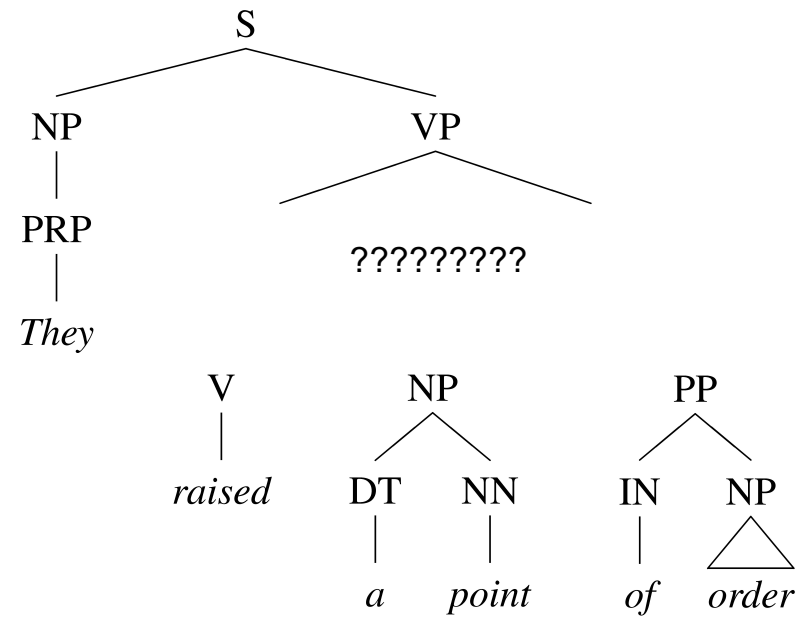 S
NP VP
PRP ?????????
They
V NP PP
raised DT NN IN NP
a point of order